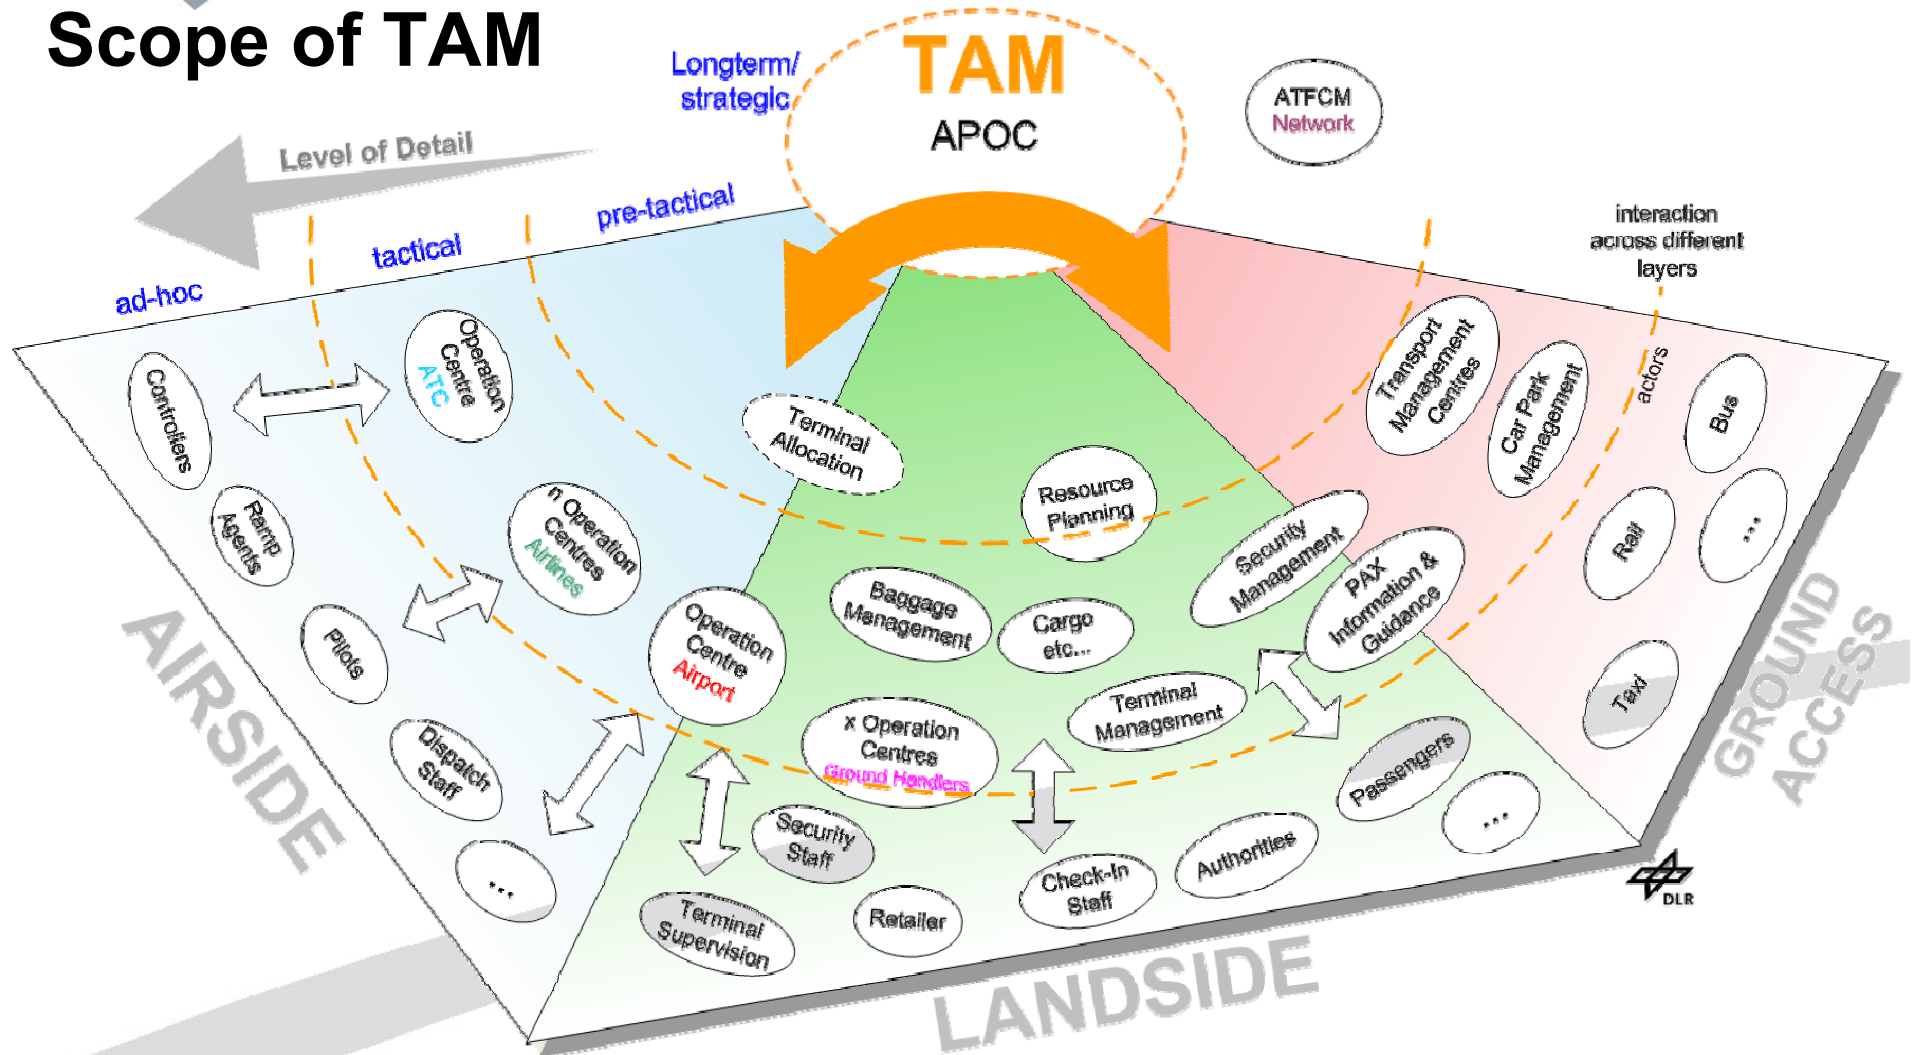 Scope of TAM
Longterm/
strategic
TAM
APOC
ATFCM
Network
Level of Detail
pre-tactical
tactical
ad-hoc
interaction
across different
layers
actors
Controllers
Operation
Centre
ATC
Ramp
Agents
n Operation
Centres
Airlines
Pilots
Operation
Centre
Airport
Dispatch
Staff
...
AIRSIDE
Terminal
Allocation
Resource
Planning
Baggage
Management
Cargo
etc...
Security
Management
PAX
Information &
Guidance
Terminal
Management
x Operation
Centres
Ground Handlers
Security
Staff
Terminal
Supervision
Retailer
Check-In
Staff
Authorities
Passengers
...
LANDSIDE
Transport
Management
Centres
Car Park
Management
Bus
Rail
...
Taxi
GROUND
ACCESS
DLR